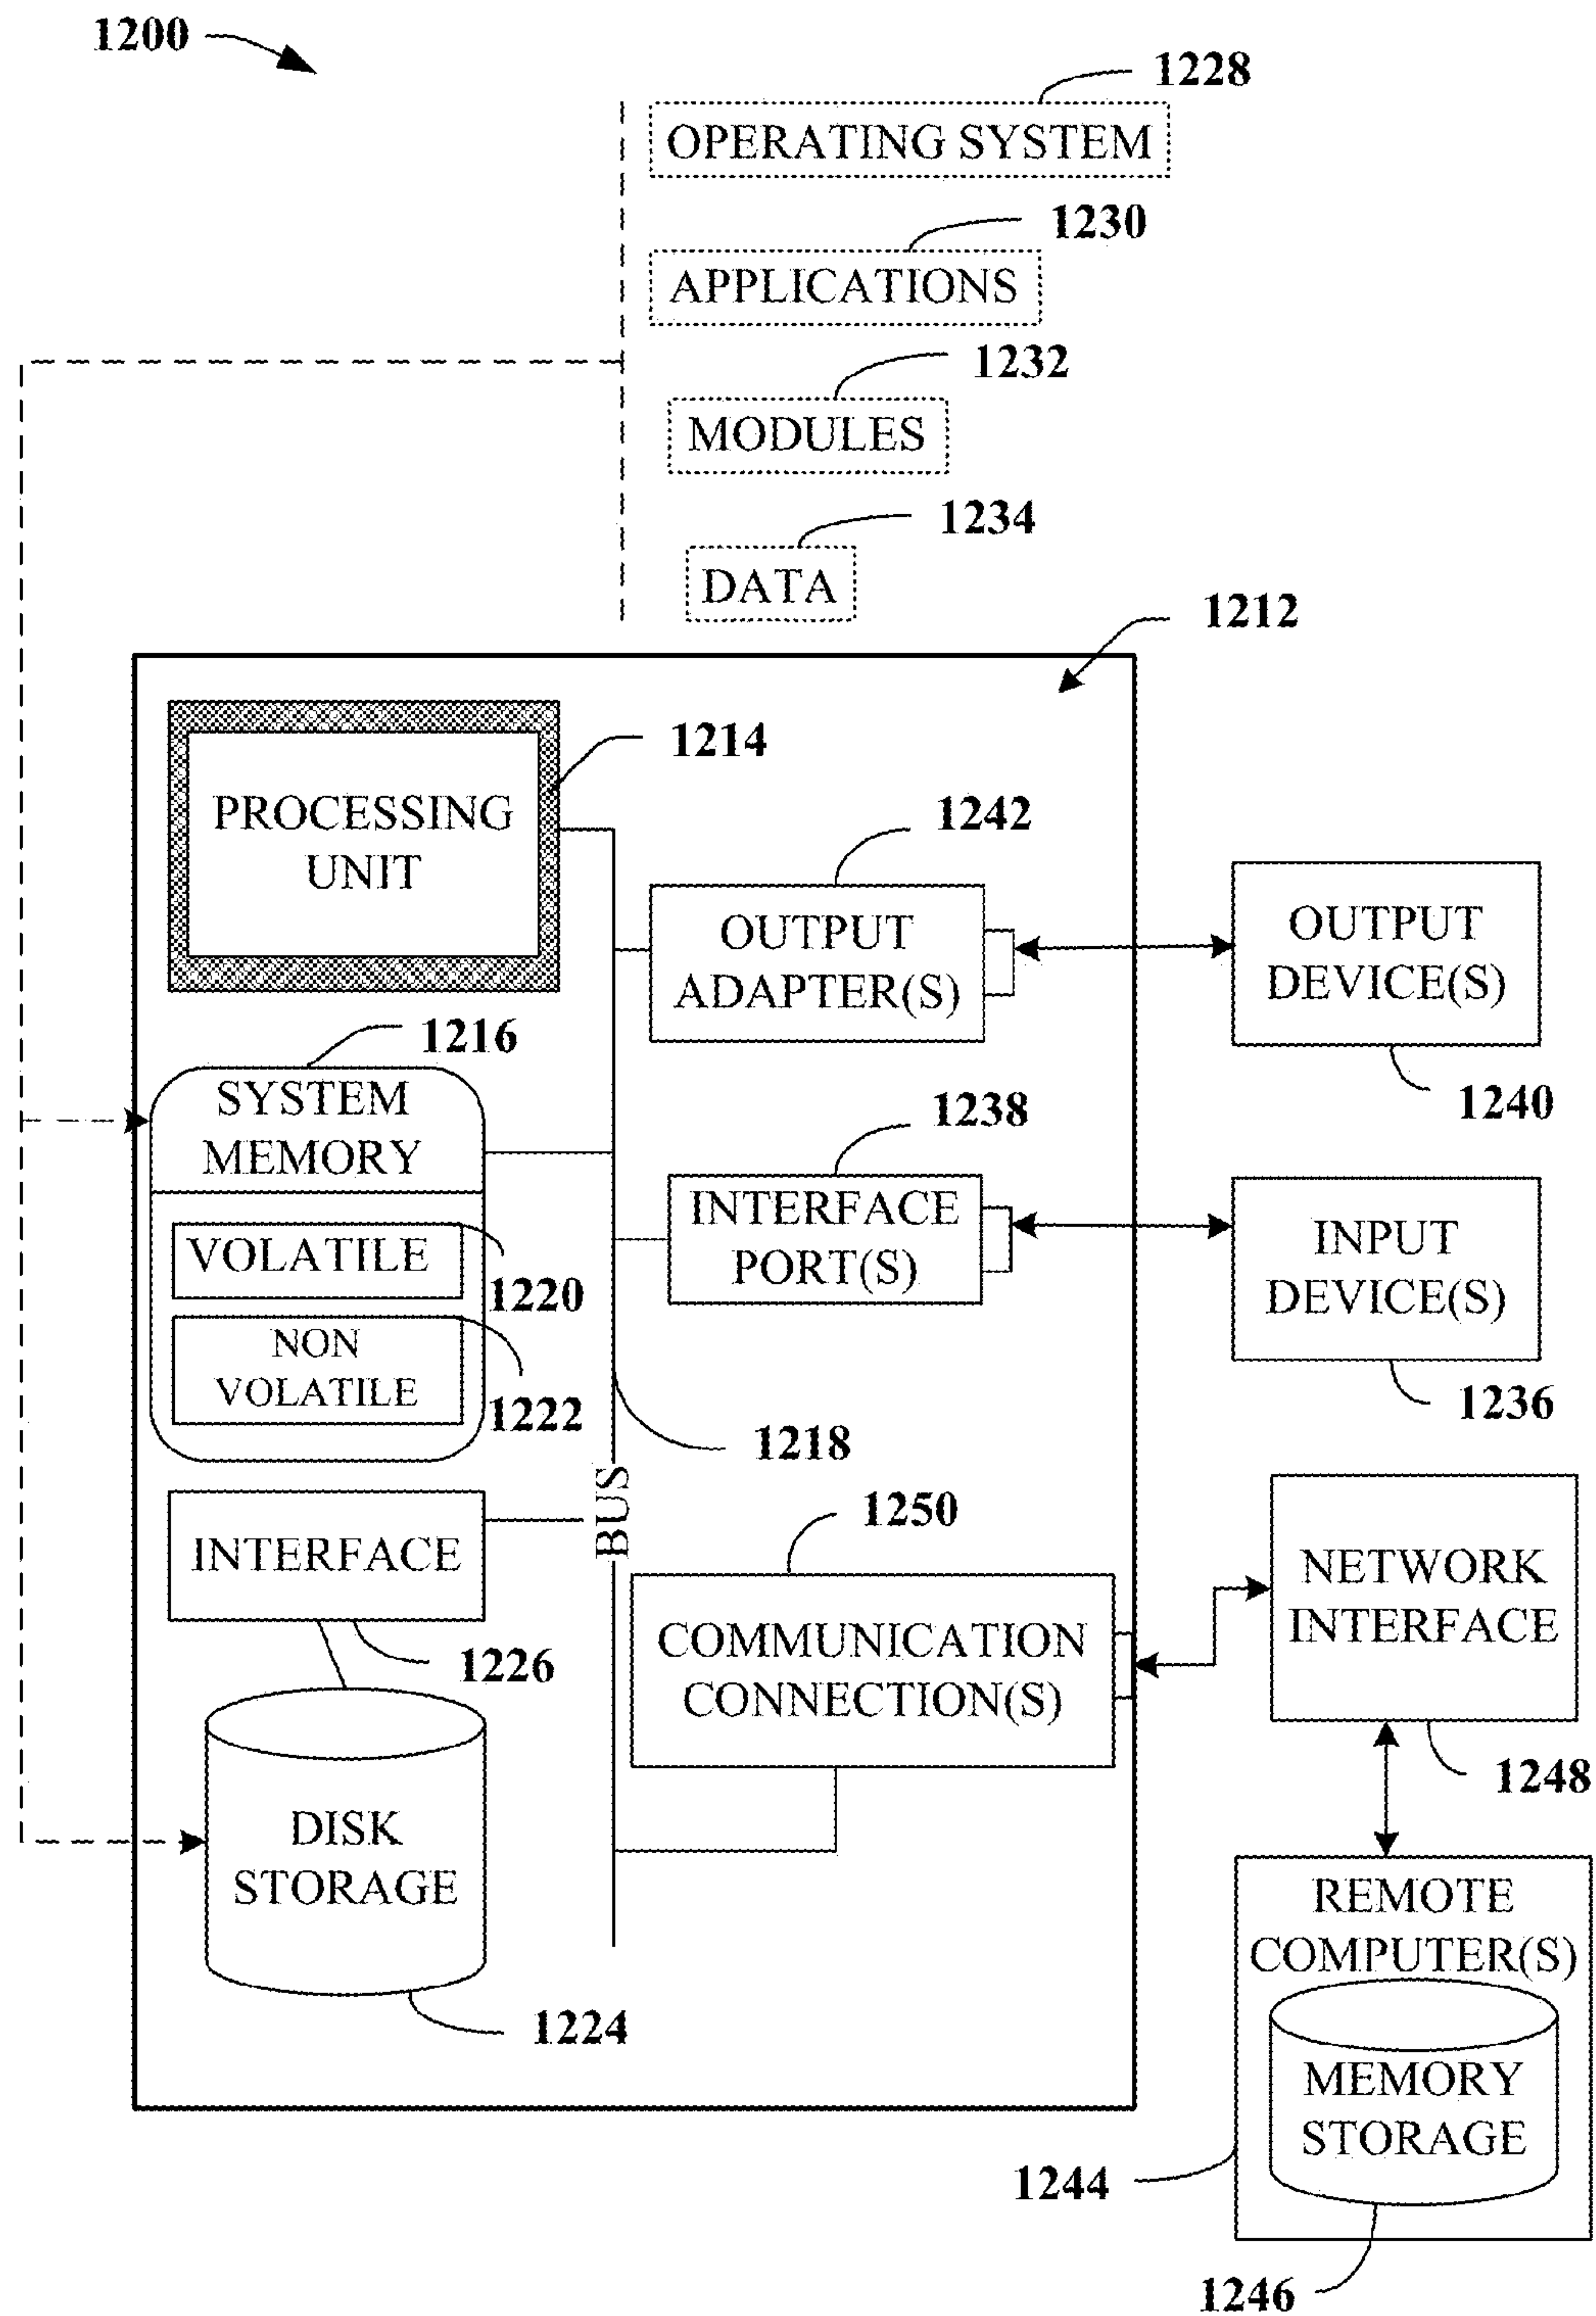 1200
1228
OPERATING SYSTEM
1230
APPLICATIONS
1232
MODULES
1234
DATA
1212
1214
PROCESSING
UNIT
1242
OUTPUT
ADAPTER(S)
OUTPUT
DEVICE(S)
1240
1216
SYSTEM
MEMORY
VOLATILE
1220
NON
VOLATILE
1222
1238
INTERFACE
PORT(S)
INPUT
DEVICE(S)
1236
1218
BUS
INTERFACE
1226
1250
COMMUNICATION
CONNECTION(S)
NETWORK
INTERFACE
1248
DISK
STORAGE
1224
REMOTE
COMPUTER(S)
MEMORY
STORAGE
1244
1246